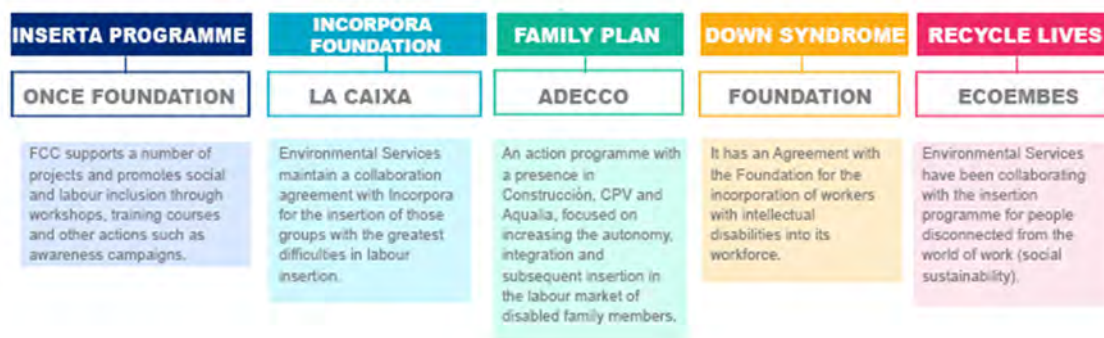 INSERTA PROGRAMME
ONCE FOUNDATION
FCC supports a number of
projects and promotes social
and labour inclusion through
workshops, training courses
and other actions such as
awareness campaigns.
INCORPORA
FOUNDATION
LA CAIXA
Environmental Services
maintain a collaboration
agreement with Incorpora
for the insertion of those
groups with the greatest
difficulties in labour
insertion.
FAMILY PLAN
ADECCO
An action programme with
a presence in
Construcción, CPV and
Aqualia, focused on
increasing the autonomy,
integration and
subsequent insertion in
the labour market of
disabled family members.
DOWN SYNDROME
FOUNDATION
It has an Agreement with
the Foundation for the
incorporation of workers
with intellectual
disabilities into its
workforce.
RECYCLE LIVES
ECOEMBES
Environmental Services
have been collaborating
with the insertion
programme for people
disconnected from the
world of work (social
sustainability).